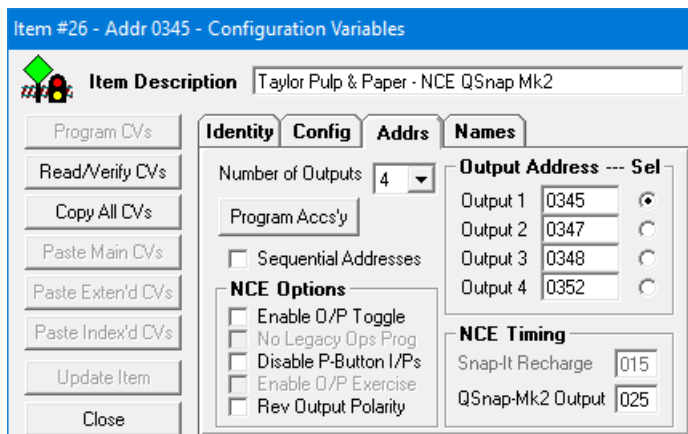 Item #26 - Addr 0345 - Configuration Variables
Item Description Taylor Pulp & Paper - NCE QSnap Mk2
Program CVs
Read/Verify CVs
Copy All CVs
Paste Main CVs
Paste Exten'd CVs
Paste Index'd CVs
Update Item
Close
Identity Config Addrs Names
Number of Outputs 4
Program Accs'y
Sequential Addresses
NCE Options
Enable O/P Toggle
No Legacy Ops Prog
Disable P-Button I/Ps
Enable O/P Exercise
Rev Output Polarity
Output Address --- Sel
Output 1 0345
Output 2 0347
Output 3 0348
Output 4 0352
NCE Timing
Snap-It Recharge 015
QSnap-Mk2 Output 025